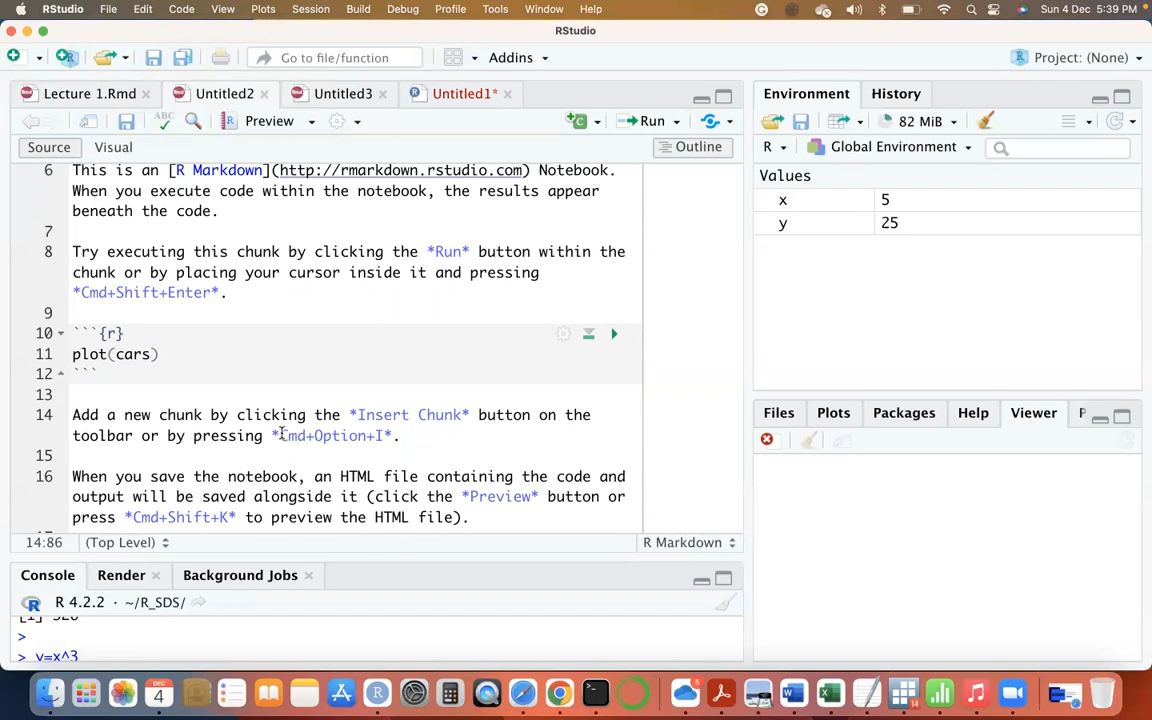 RStudio File Edit Code View Plots Session Build Debug Profile Tools Window Help Sun 4 Dec 5:39 PM
RStudio
Go to file/function Addins Project: (None)
Lecture 1.Rmd Untitled2 Untitled3 Untitled1*
Preview Run
Source Visual Outline
6 This is an [R Markdown](http://rmarkdown.rstudio.com) Notebook.
When you execute code within the notebook, the results appear
beneath the code.
7
8 Try executing this chunk by clicking the *Run* button within the
chunk or by placing your cursor inside it and pressing
*Cmd+Shift+Enter*.
9
10 ```{r}
11 plot(cars)
12 ```
13
14 Add a new chunk by clicking the *Insert Chunk* button on the
toolbar or by pressing *Cmd+Option+I*.
15
16 When you save the notebook, an HTML file containing the code and
output will be saved alongside it (click the *Preview* button or
press *Cmd+Shift+K* to preview the HTML file).
14:86 (Top Level) R Markdown
Console Render Background Jobs
R 4.2.2 · ~/R_SDS/
>
> y=x^3
Environment History
82 MiB
R Global Environment
Values
x 5
y 25
Files Plots Packages Help Viewer P
DEC
4
14